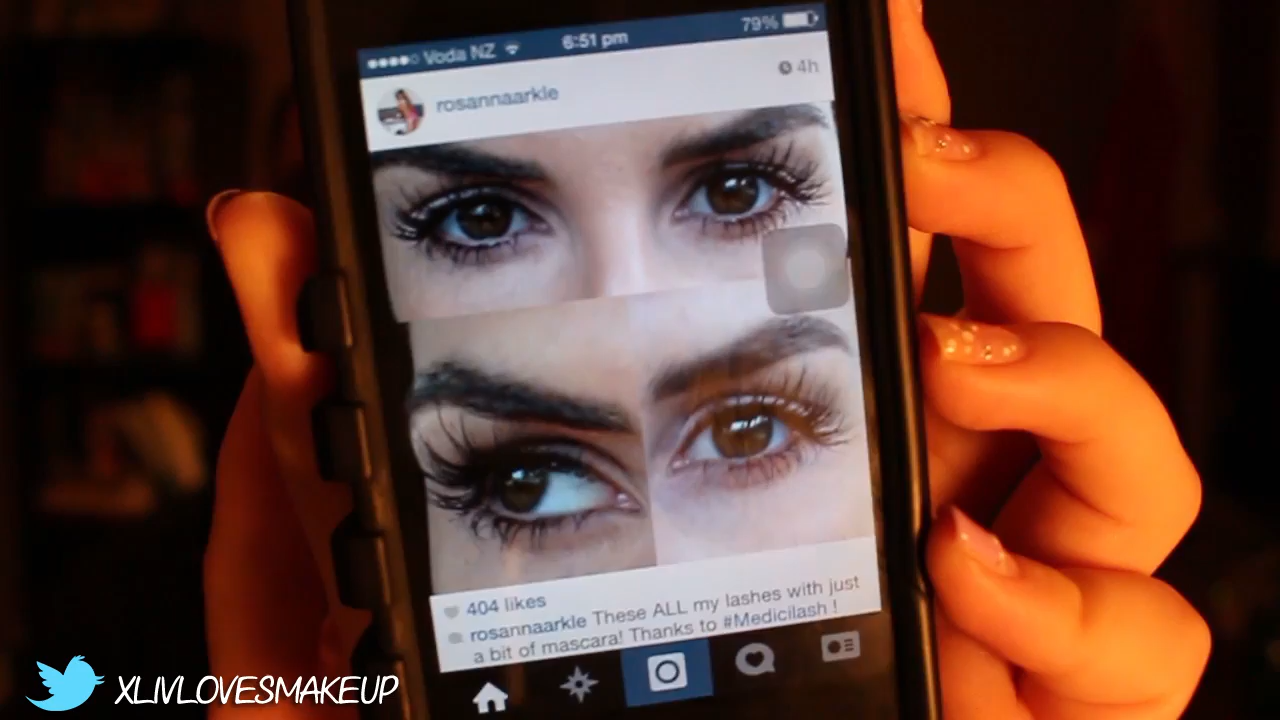 Voda NZ 6:51 pm 79%
rosannaarkle 4h
404 likes
rosannaarkle These ALL my lashes with just
a bit of mascara! Thanks to #Medicilash !
XLIVLOVESMAKEUP